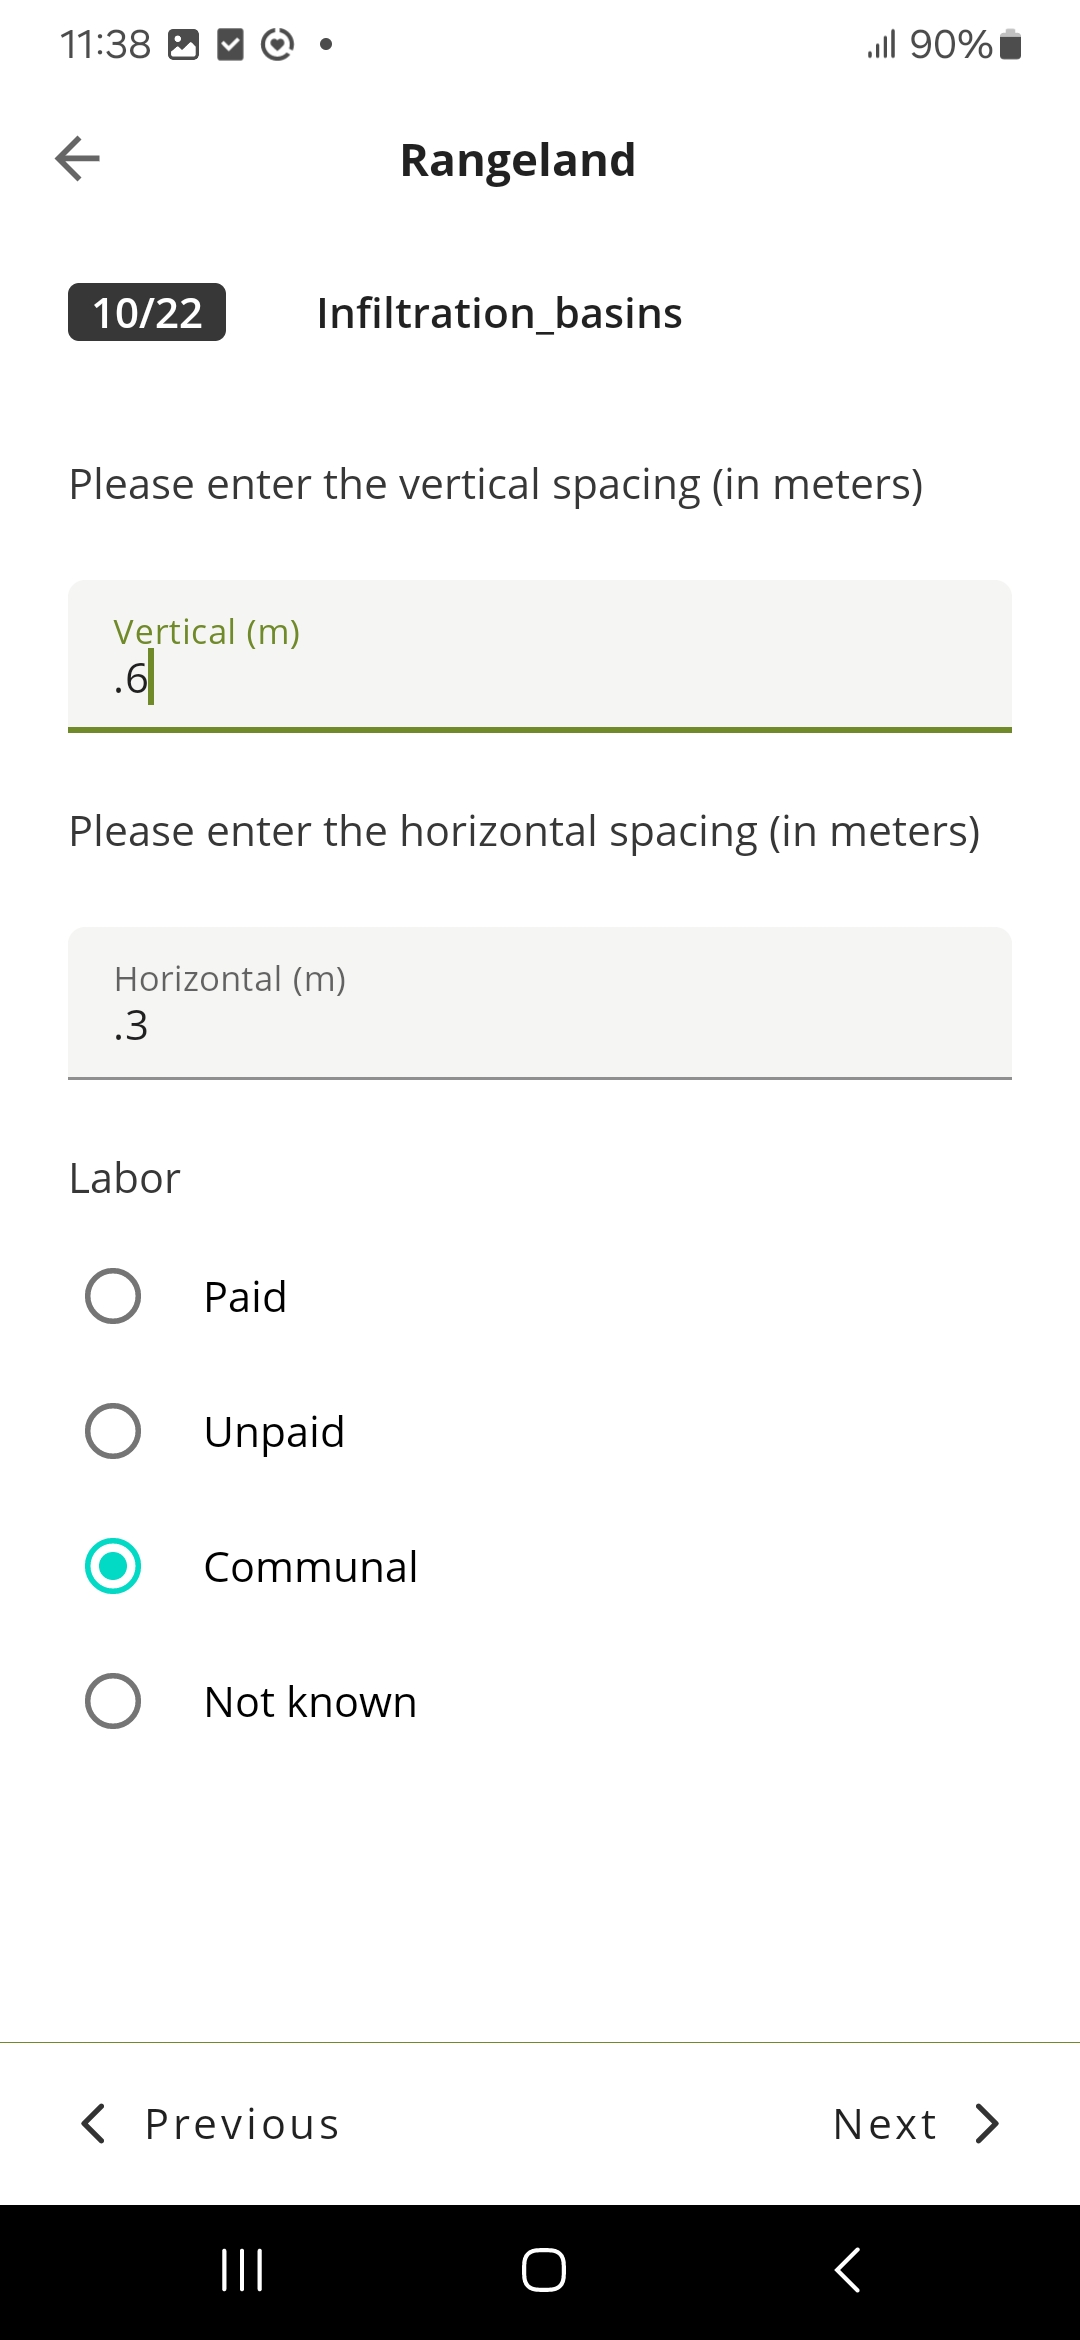 11:38
90%
Rangeland
10/22
Infiltration_basins
Please enter the vertical spacing (in meters)
Vertical (m)
.6
Please enter the horizontal spacing (in meters)
Horizontal (m)
.3
Labor
Paid
Unpaid
Communal
Not known
Previous
Next